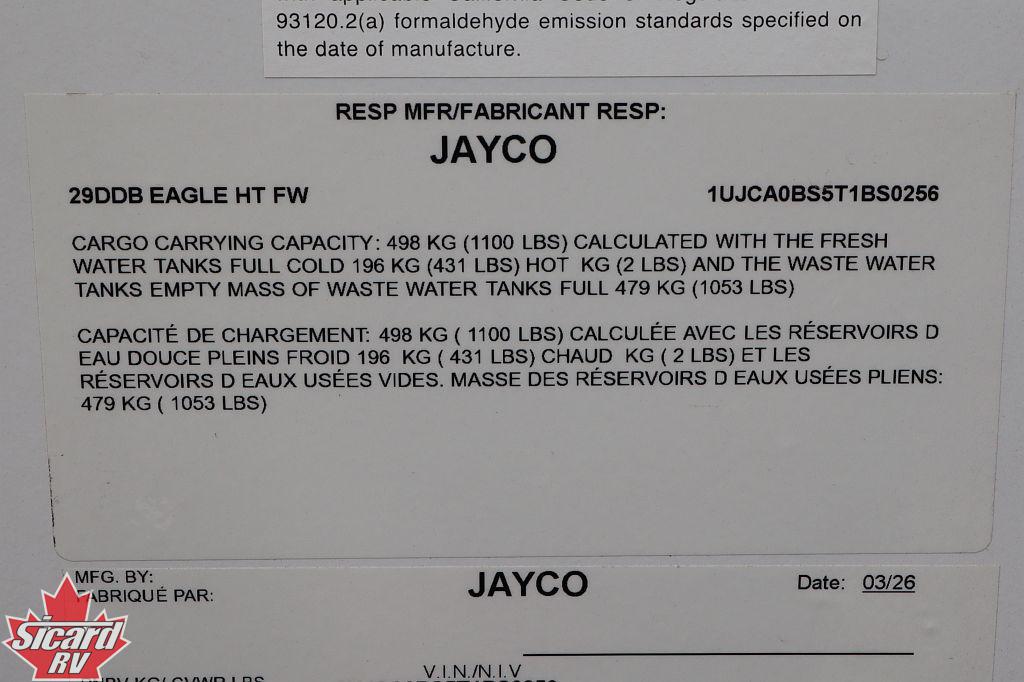 93120.2(a) formaldehyde emission standards specified on
the date of manufacture.
RESP MFR/FABRICANT RESP:
JAYCO
29DDB EAGLE HT FW 1UJCA0BS5T1BS0256
CARGO CARRYING CAPACITY: 498 KG (1100 LBS) CALCULATED WITH THE FRESH
WATER TANKS FULL COLD 196 KG (431 LBS) HOT KG (2 LBS) AND THE WASTE WATER
TANKS EMPTY MASS OF WASTE WATER TANKS FULL 479 KG (1053 LBS)
CAPACITÉ DE CHARGEMENT: 498 KG ( 1100 LBS) CALCULÉE AVEC LES RÉSERVOIRS D
EAU DOUCE PLEINS FROID 196 KG ( 431 LBS) CHAUD KG ( 2 LBS) ET LES
RÉSERVOIRS D EAUX USÉES VIDES. MASSE DES RÉSERVOIRS D EAUX USÉES PLIENS:
479 KG ( 1053 LBS)
MFG. BY:
FABRIQUÉ PAR:
JAYCO
Date: 03/26
V.I.N./N.I.V
Sicard
RV